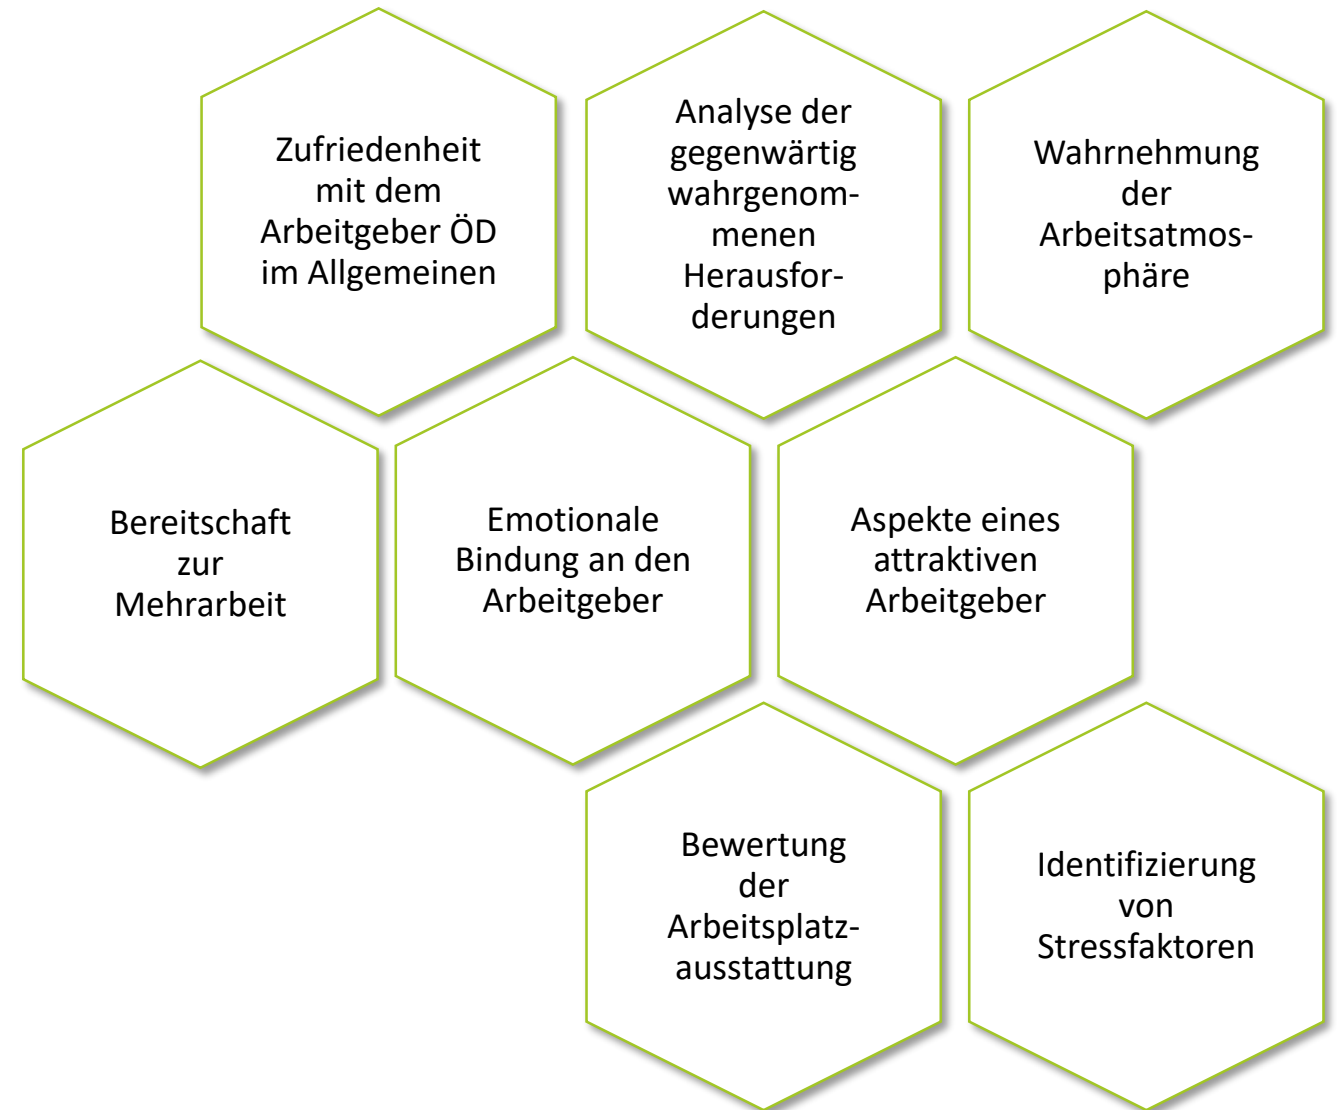 Zufriedenheit
mit dem
Arbeitgeber ÖD
im Allgemeinen
Analyse der
gegenwärtig
wahrgenom-
menen
Herausfor-
derungen
Wahrnehmung
der
Arbeitsatmos-
phäre
Bereitschaft
zur
Mehrarbeit
Emotionale
Bindung an den
Arbeitgeber
Aspekte eines
attraktiven
Arbeitgeber
Bewertung
der
Arbeitsplatz-
ausstattung
Identifizierung
von
Stressfaktoren